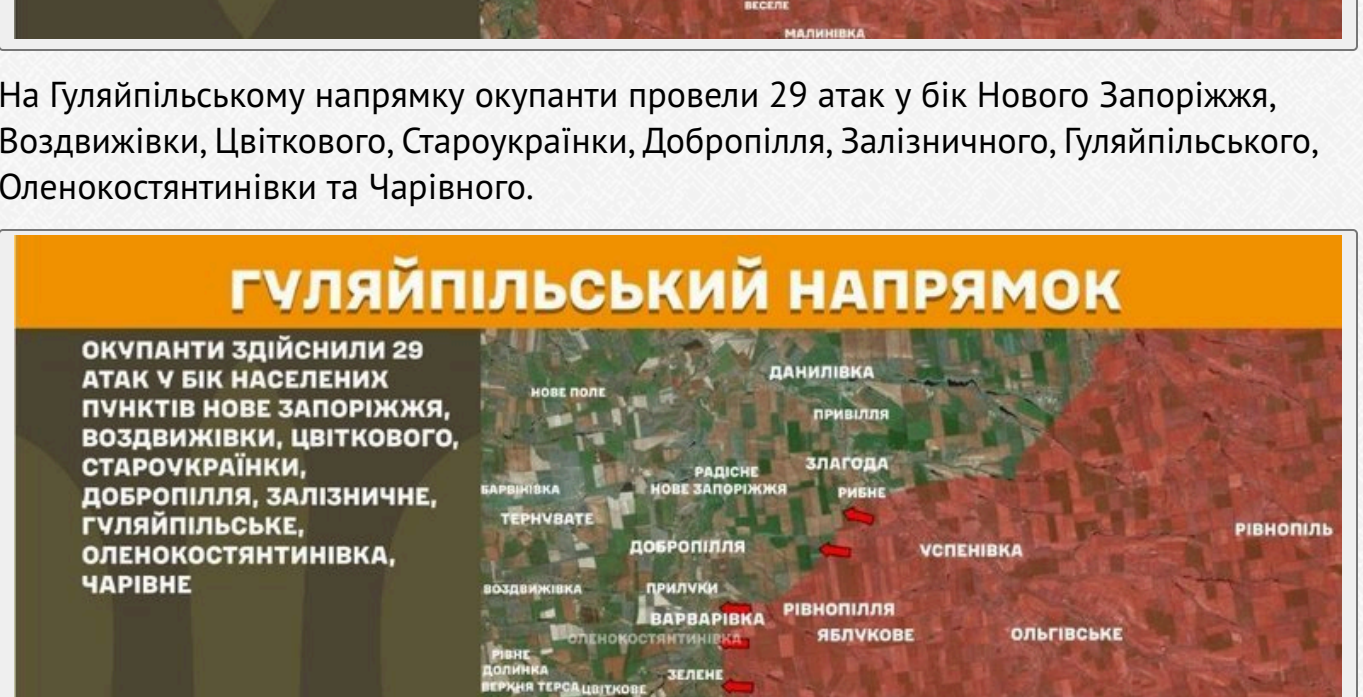 ВЕСЕЛЕ
МАЛИНІВКА
На Гуляйпільському напрямку окупанти провели 29 атак у бік Нового Запоріжжя,
Воздвижівки, Цвіткового, Староукраїнки, Добропілля, Залізничного, Гуляйпільського,
Оленокостянтинівки та Чарівного.
ГУЛЯЙПІЛЬСЬКИЙ НАПРЯМОК
ОКУПАНТИ ЗДІЙСНИЛИ 29
АТАК У БІК НАСЕЛЕНИХ
ПУНКТІВ НОВЕ ЗАПОРІЖЖЯ,
ВОЗДВИЖІВКИ, ЦВІТКОВОГО,
СТАРОУКРАЇНКИ,
ДОБРОПІЛЛЯ, ЗАЛІЗНИЧНЕ,
ГУЛЯЙПІЛЬСЬКЕ,
ОЛЕНОКОСТЯНТИНІВКА,
ЧАРІВНЕ
ДАНИЛІВКА
НОВЕ ПОЛЕ
ПРИВІЛЛЯ
ЗЛАГОДА
РАДІСНЕ
БАРВІНІВКА
НОВЕ ЗАПОРІЖЖЯ
РИБНЕ
ТЕРНУВАТЕ
РІВНОПІЛЬ
ДОБРОПІЛЛЯ
УСПЕНІВКА
ВОЗДВИЖІВКА
ПРИЛУКИ
РІВНОПІЛЛЯ
ВАРВАРІВКА
ОЛЕНОКОСТЯНТИНІВКА
ЯБЛУКОВЕ
ОЛЬГІВСЬКЕ
РІВНЕ
ДОЛИНКА
ЗЕЛЕНЕ
ВЕРХНЯ ТЕРСА
ЦВІТКОВЕ